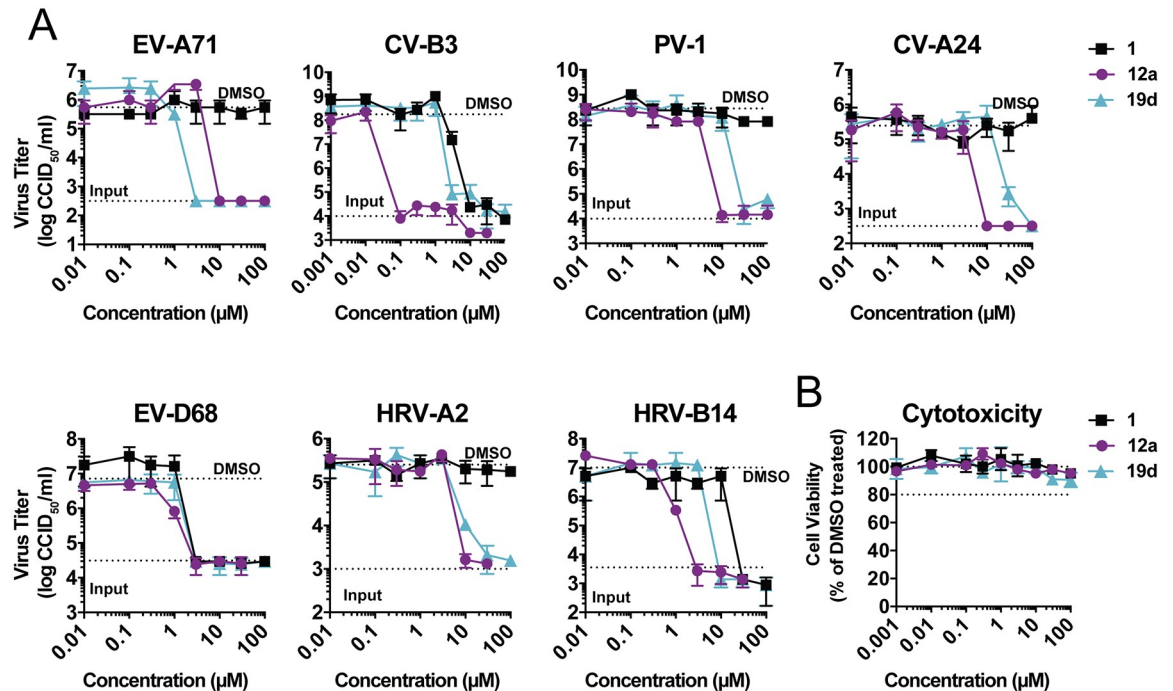 A
EV-A71
CV-B3
PV-1
CV-A24
1
12a
19d
Virus Titer
(log CCID50/ml)
7
6
5
4
3
2
1
DMSO
Input
0.01
0.1
1
10
100
Concentration (µM)
10
9
8
7
6
5
4
3
DMSO
Input
0.001
0.01
0.1
1
10
100
Concentration (µM)
10
9
8
7
6
5
4
3
DMSO
Input
0.01
0.1
1
10
100
Concentration (µM)
7
6
5
4
3
2
DMSO
Input
0.01
0.1
1
10
100
Concentration (µM)
EV-D68
HRV-A2
HRV-B14
B
Cytotoxicity
1
12a
19d
Virus Titer
(log CCID50/ml)
8
7
6
5
4
3
DMSO
Input
0.01
0.1
1
10
100
Concentration (µM)
6
5
4
3
2
DMSO
Input
0.01
0.1
1
10
100
Concentration (µM)
8
7
6
5
4
3
2
DMSO
Input
0.01
0.1
1
10
100
Concentration (µM)
Cell Viability
(% of DMSO treated)
120
100
80
60
40
20
0
0.001
0.01
0.1
1
10
100
Concentration (µM)